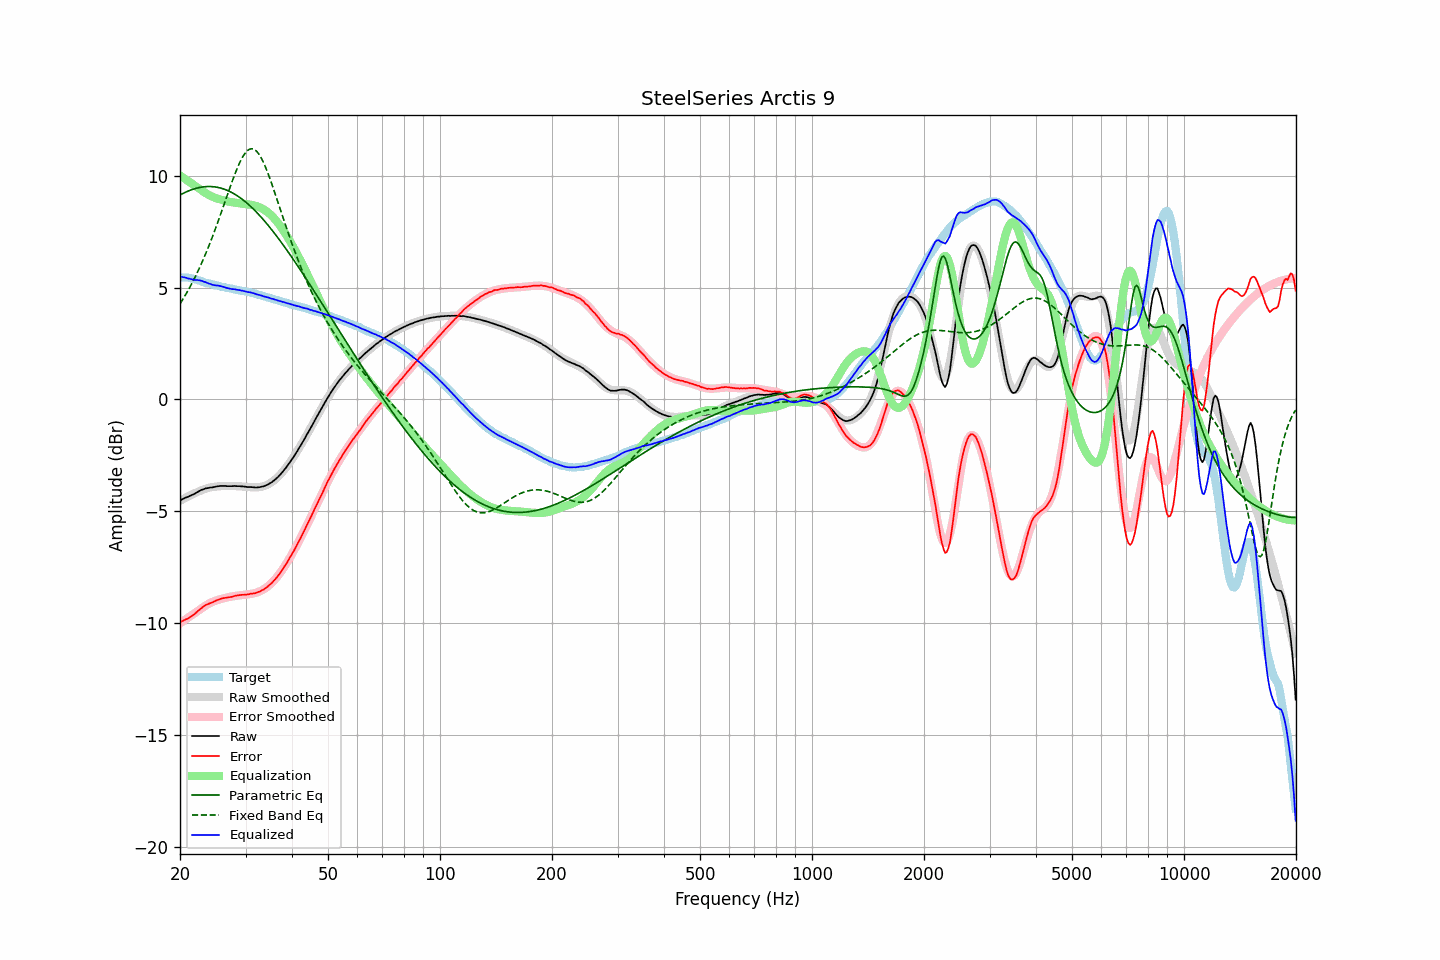 SteelSeries Arctis 9
Amplitude (dBr)
10
5
0
−5
−10
−15
−20
Target
Raw Smoothed
Error Smoothed
Raw
Error
Equalization
Parametric Eq
Fixed Band Eq
Equalized
20 50 100 200 500 1000 2000 5000 10000 20000
Frequency (Hz)